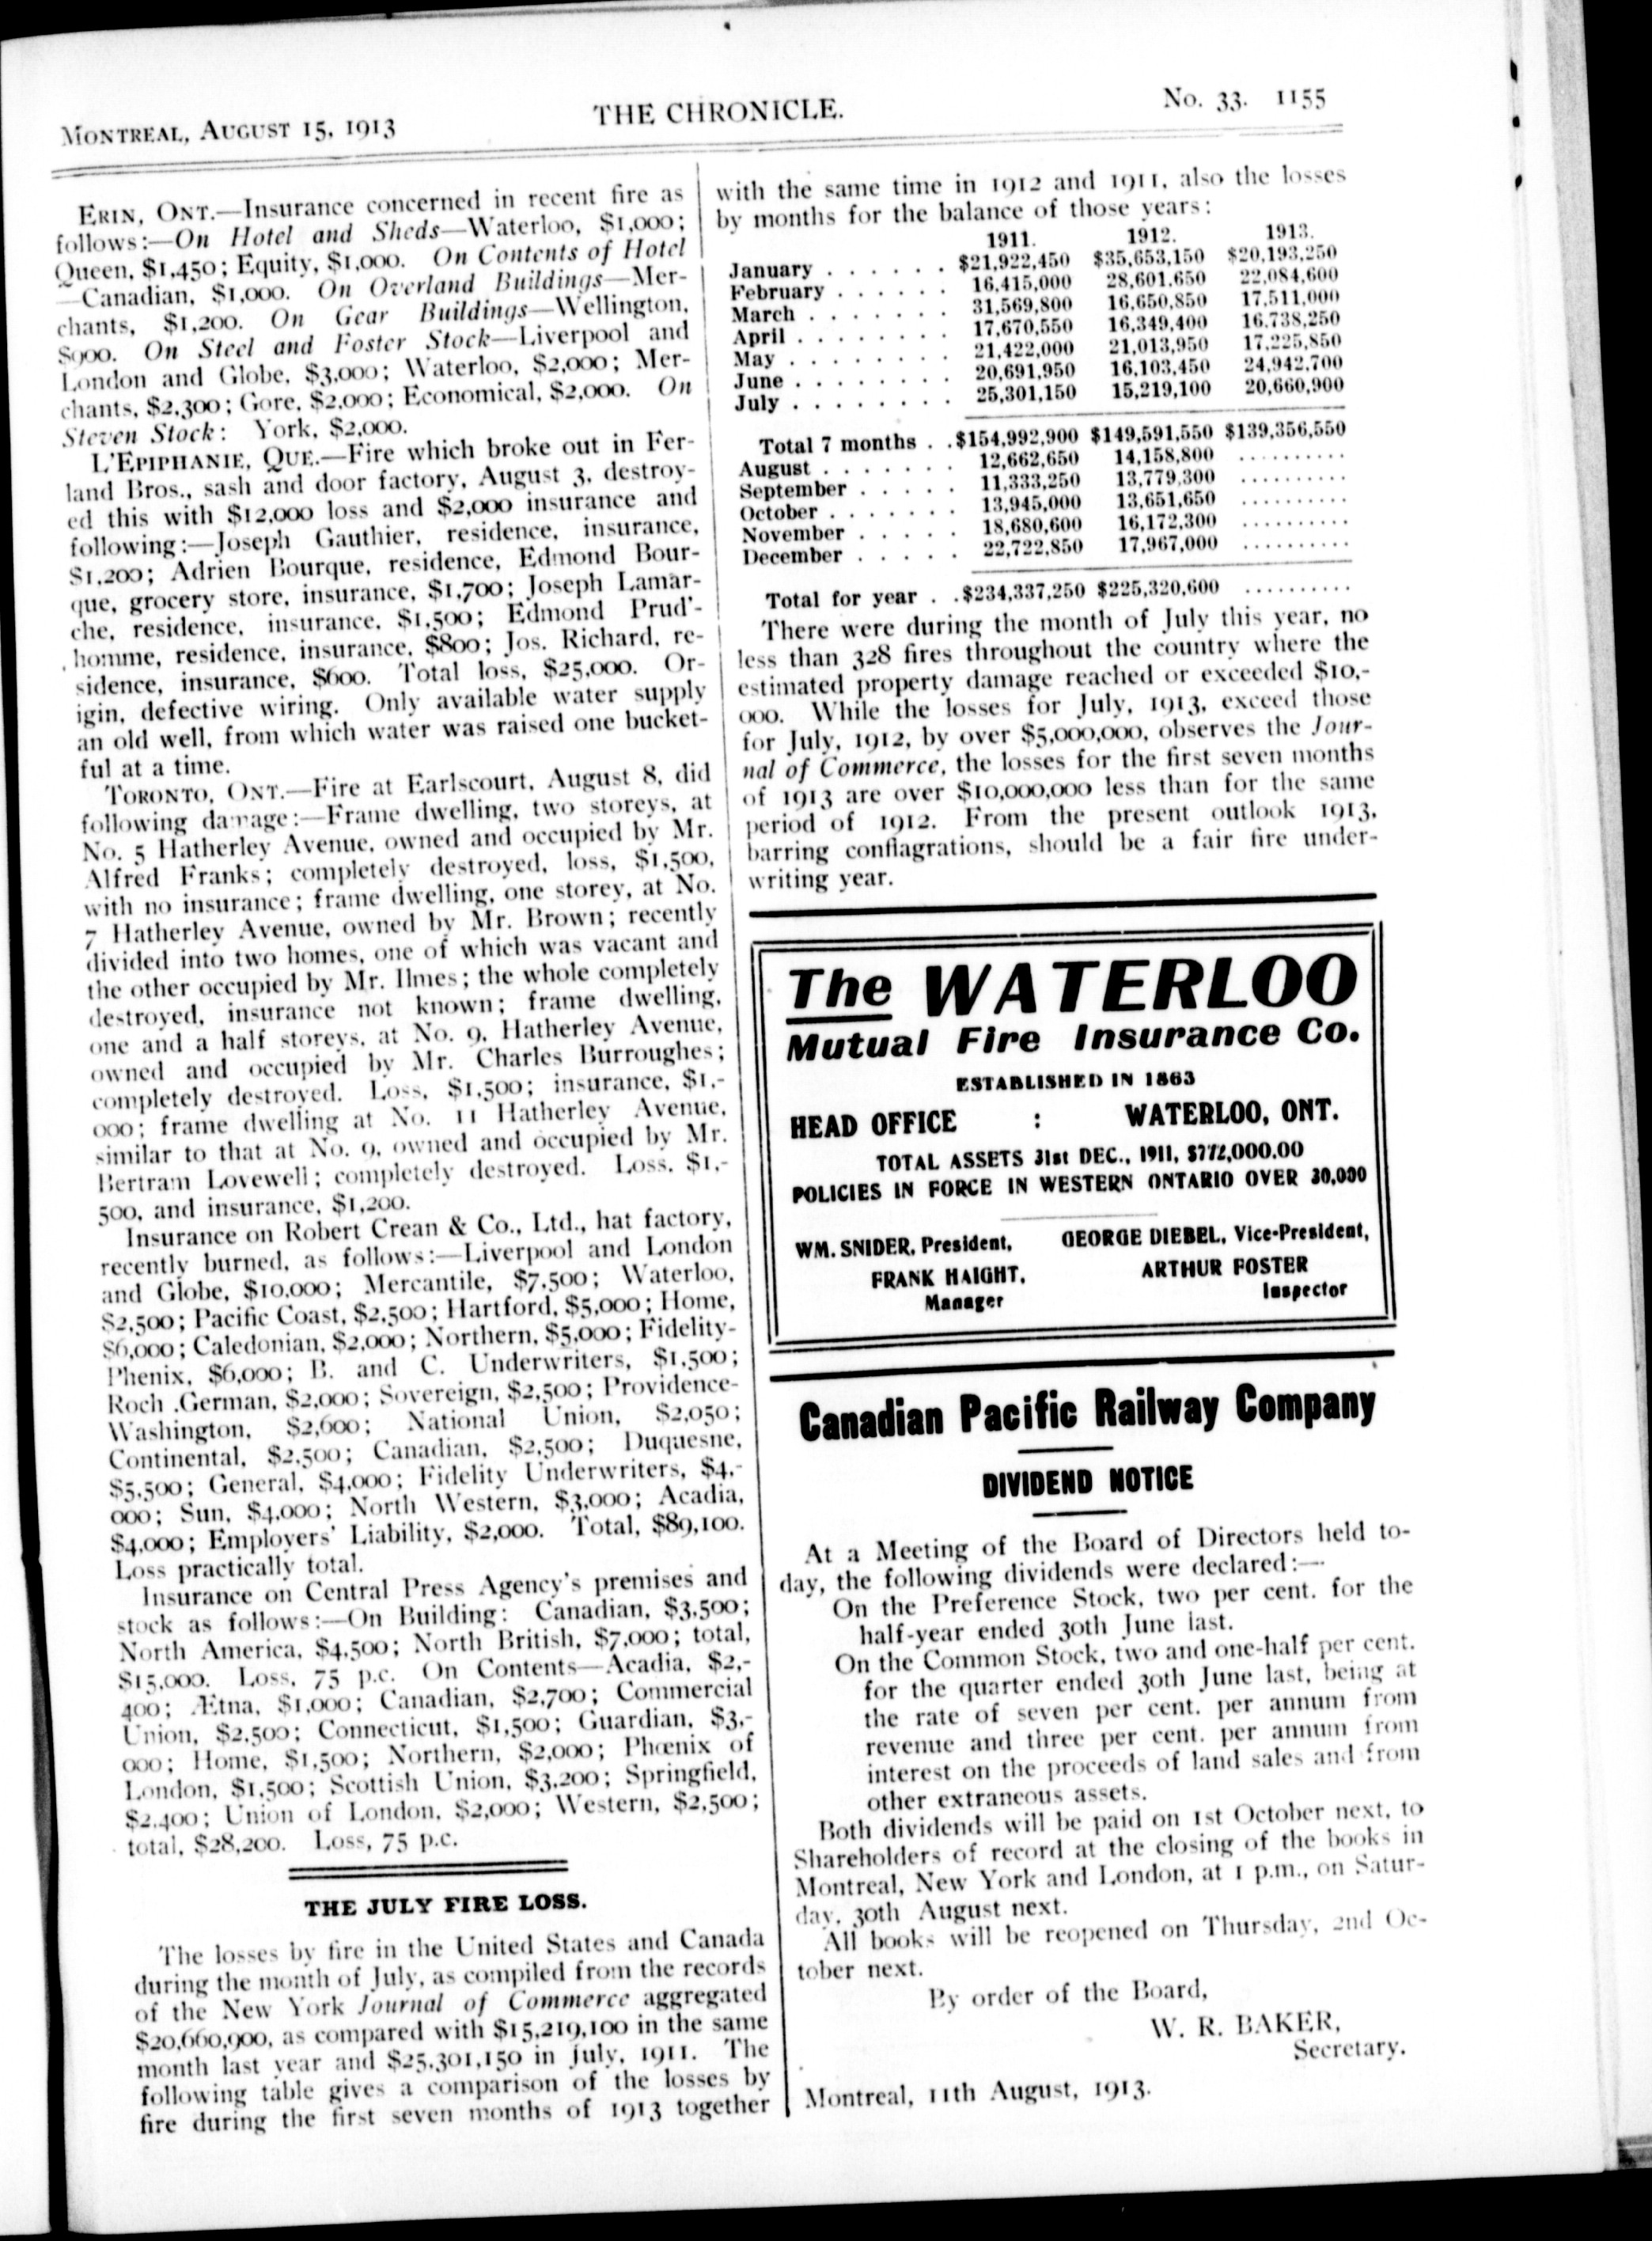 MONTREAL, AUGUST 15, 1913
THE CHRONICLE.
No. 33. 1155
ERIN, ONT.—Insurance concerned in recent fire as
follows:—On Hotel and Sheds—Waterloo, $1,000;
Queen, $1,450; Equity, $1,000. On Contents of Hotel
—Canadian, $1,000. On Overland Buildings—Mer-
chants, $1,200. On Gear Buildings—Wellington,
$900. On Steel and Foster Stock—Liverpool and
London and Globe, $3,000; Waterloo, $2,000; Mer-
chants, $2,300; Gore, $2,000; Economical, $2,000. On
Steven Stock: York, $2,000.
L'EPIPHANIE, QUE.—Fire which broke out in Fer-
land Bros., sash and door factory, August 3, destroy-
ed this with $12,000 loss and $2,000 insurance and
following:—Joseph Gauthier, residence, insurance,
$1,200; Adrien Bourque, residence, Edmond Bour-
que, grocery store, insurance, $1,700; Joseph Lamar-
che, residence, insurance, $1,500; Edmond Prud'-
homme, residence, insurance, $800; Jos. Richard, re-
sidence, insurance, $600. Total loss, $25,000. Or-
igin, defective wiring. Only available water supply
an old well, from which water was raised one bucket-
ful at a time.
TORONTO, ONT.—Fire at Earlscourt, August 8, did
following damage:—Frame dwelling, two storeys, at
No. 5 Hatherley Avenue, owned and occupied by Mr.
Alfred Franks; completely destroyed, loss, $1,500,
with no insurance; frame dwelling, one storey, at No.
7 Hatherley Avenue, owned by Mr. Brown; recently
divided into two homes, one of which was vacant and
the other occupied by Mr. Ilmes; the whole completely
destroyed, insurance not known; frame dwelling,
one and a half storeys, at No. 9, Hatherley Avenue,
owned and occupied by Mr. Charles Burroughes;
completely destroyed. Loss, $1,500; insurance, $1,-
000; frame dwelling at No. 11 Hatherley Avenue,
similar to that at No. 9, owned and occupied by Mr.
Bertram Lovewell; completely destroyed. Loss, $1,-
500, and insurance, $1,200.
Insurance on Robert Crean & Co., Ltd., hat factory,
recently burned, as follows:—Liverpool and London
and Globe, $10,000; Mercantile, $7,500; Waterloo,
$2,500; Pacific Coast, $2,500; Hartford, $5,000; Home,
$6,000; Caledonian, $2,000; Northern, $5,000; Fidelity-
Phenix, $6,000; B. and C. Underwriters, $1,500;
Roch .German, $2,000; Sovereign, $2,500; Providence-
Washington, $2,600; National Union, $2,050;
Continental, $2,500; Canadian, $2,500; Duquesne,
$5,500; General, $4,000; Fidelity Underwriters, $4,-
000; Sun, $4,000; North Western, $3,000; Acadia,
$4,000; Employers' Liability, $2,000. Total, $89,100.
Loss practically total.
Insurance on Central Press Agency's premises and
stock as follows:—On Building: Canadian, $3,500;
North America, $4,500; North British, $7,000; total,
$15,000. Loss, 75 p.c. On Contents—Acadia, $2,-
400; Ætna, $1,000; Canadian, $2,700; Commercial
Union, $2,500; Connecticut, $1,500; Guardian, $3,-
000; Home, $1,500; Northern, $2,000; Phœnix of
London, $1,500; Scottish Union, $3,200; Springfield,
$2,400; Union of London, $2,000; Western, $2,500;
total, $28,200. Loss, 75 p.c.
THE JULY FIRE LOSS.
The losses by fire in the United States and Canada
during the month of July, as compiled from the records
of the New York Journal of Commerce aggregated
$20,660,900, as compared with $15,219,100 in the same
month last year and $25,301,150 in July, 1911. The
following table gives a comparison of the losses by
fire during the first seven months of 1913 together
with the same time in 1912 and 1911, also the losses
by months for the balance of those years:
1911. 1912. 1913.
January . . . . . . $21,922,450 $35,653,150 $20,193,250
February . . . . . . 16,415,000 28,601,650 22,084,600
March . . . . . . . 31,569,800 16,650,850 17,511,000
April . . . . . . . . 17,670,550 16,349,400 16,738,250
May . . . . . . . . 21,422,000 21,013,950 17,225,850
June . . . . . . . . 20,691,950 16,103,450 24,942,700
July . . . . . . . . 25,301,150 15,219,100 20,660,900
Total 7 months . . $154,992,900 $149,591,550 $139,356,550
August . . . . . . . 12,662,650 14,158,800 ..........
September . . . . . 11,333,250 13,779,300 ..........
October . . . . . . . 13,945,000 13,651,650 ..........
November . . . . . 18,680,600 16,172,300 ..........
December . . . . . 22,722,850 17,967,000 ..........
Total for year . . $234,337,250 $225,320,600 ..........
There were during the month of July this year, no
less than 328 fires throughout the country where the
estimated property damage reached or exceeded $10,-
000. While the losses for July, 1913, exceed those
for July, 1912, by over $5,000,000, observes the Jour-
nal of Commerce, the losses for the first seven months
of 1913 are over $10,000,000 less than for the same
period of 1912. From the present outlook 1913,
barring conflagrations, should be a fair fire under-
writing year.
The WATERLOO
Mutual Fire Insurance Co.
ESTABLISHED IN 1863
HEAD OFFICE : WATERLOO, ONT.
TOTAL ASSETS 31st DEC., 1911, $772,000.00
POLICIES IN FORCE IN WESTERN ONTARIO OVER 30,000
WM. SNIDER, President, GEORGE DIEBEL, Vice-President,
FRANK HAIGHT, ARTHUR FOSTER
Manager Inspector
Canadian Pacific Railway Company
DIVIDEND NOTICE
At a Meeting of the Board of Directors held to-
day, the following dividends were declared:—
On the Preference Stock, two per cent. for the
half-year ended 30th June last.
On the Common Stock, two and one-half per cent.
for the quarter ended 30th June last, being at
the rate of seven per cent. per annum from
revenue and three per cent. per annum from
interest on the proceeds of land sales and from
other extraneous assets.
Both dividends will be paid on 1st October next, to
Shareholders of record at the closing of the books in
Montreal, New York and London, at 1 p.m., on Satur-
day, 30th August next.
All books will be reopened on Thursday, 2nd Oc-
tober next.
By order of the Board,
W. R. BAKER,
Secretary.
Montreal, 11th August, 1913.